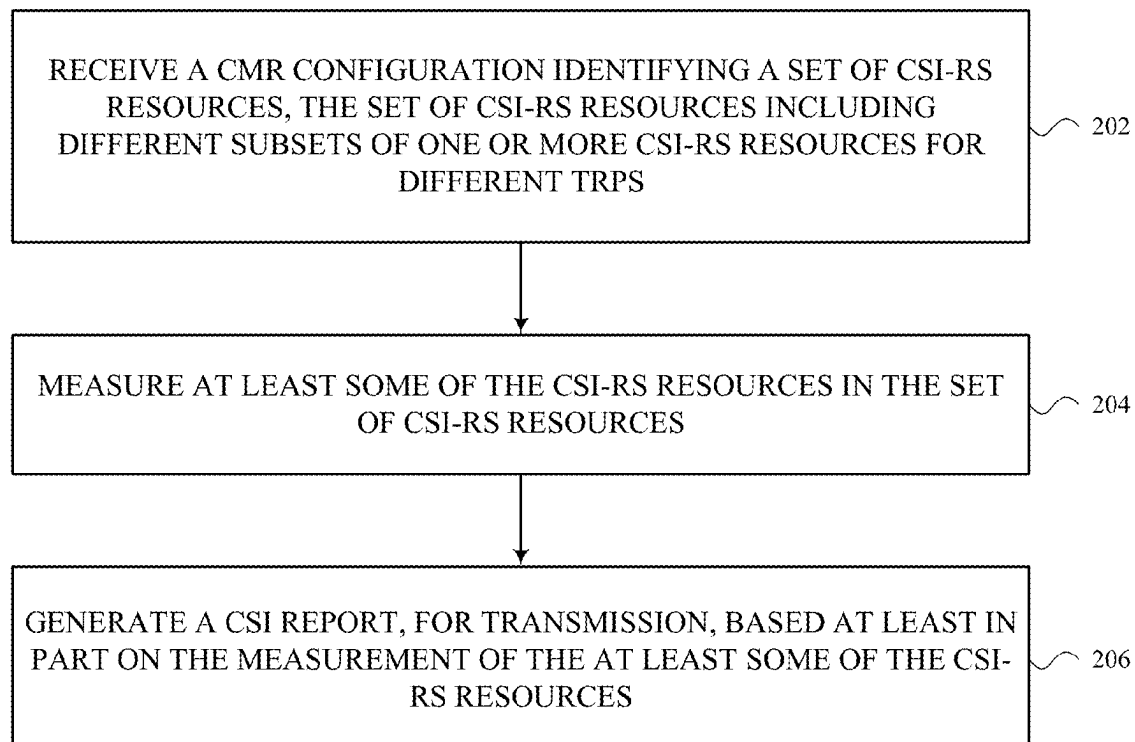 RECEIVE A CMR CONFIGURATION IDENTIFYING A SET OF CSI-RS
RESOURCES, THE SET OF CSI-RS RESOURCES INCLUDING
DIFFERENT SUBSETS OF ONE OR MORE CSI-RS RESOURCES FOR
DIFFERENT TRPS
202
MEASURE AT LEAST SOME OF THE CSI-RS RESOURCES IN THE SET
OF CSI-RS RESOURCES
204
GENERATE A CSI REPORT, FOR TRANSMISSION, BASED AT LEAST IN
PART ON THE MEASUREMENT OF THE AT LEAST SOME OF THE CSI-
RS RESOURCES
206